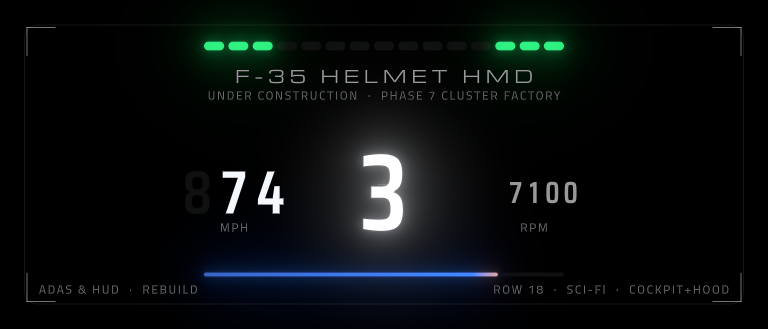 F-35 HELMET HMD
UNDER CONSTRUCTION · PHASE 7 CLUSTER FACTORY
874 3 7100
MPH RPM
ADAS & HUD · REBUILD ROW 18 · SCI-FI · COCKPIT+HOOD